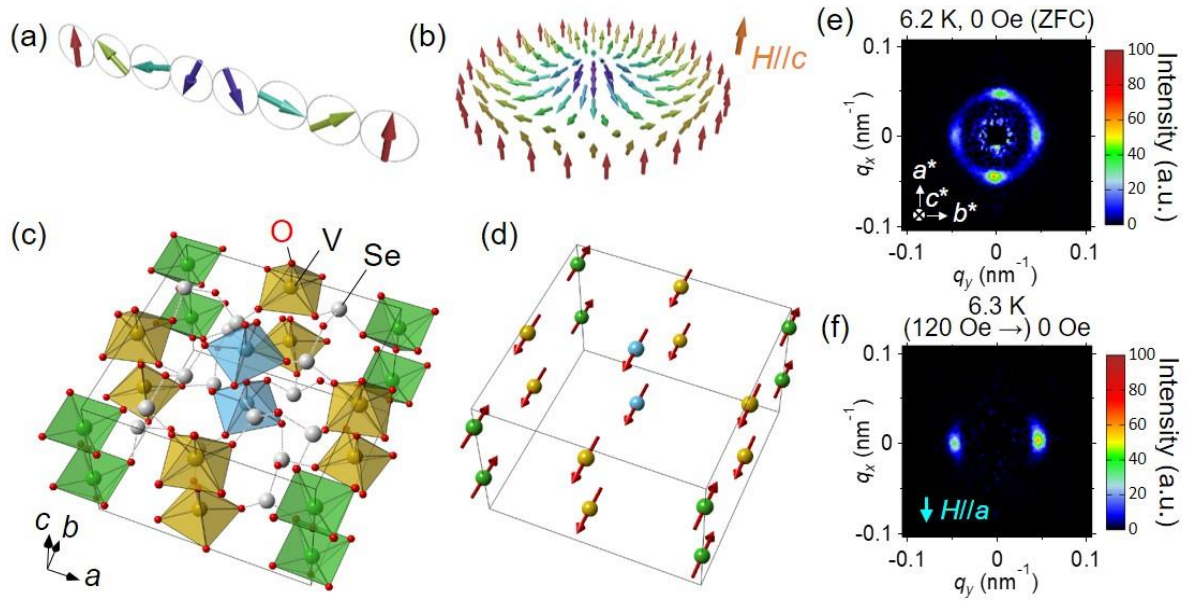 (a)
(b)
H//c
(c)
O
V
Se
c
b
a
(d)
(e)
6.2 K, 0 Oe (ZFC)
0.1
0
-0.1
qx (nm⁻¹)
a*
c*
b*
-0.1
0
0.1
qy (nm⁻¹)
100
80
60
40
20
0
Intensity (a.u.)
(f)
6.3 K
(120 Oe →) 0 Oe
0.1
0
-0.1
qx (nm⁻¹)
H//a
-0.1
0
0.1
qy (nm⁻¹)
100
80
60
40
20
0
Intensity (a.u.)